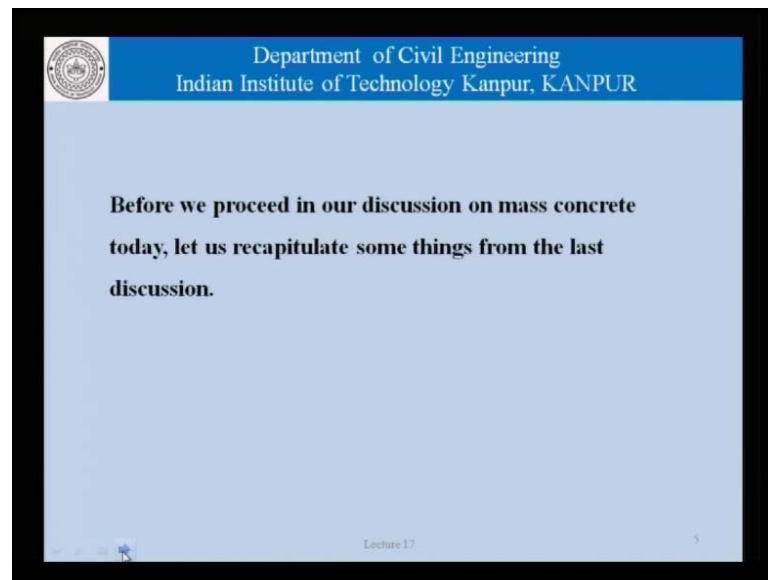 Department of Civil Engineering
Indian Institute of Technology Kanpur, KANPUR
Before we proceed in our discussion on mass concrete
today, let us recapitulate some things from the last
discussion.
Lecture 17
5